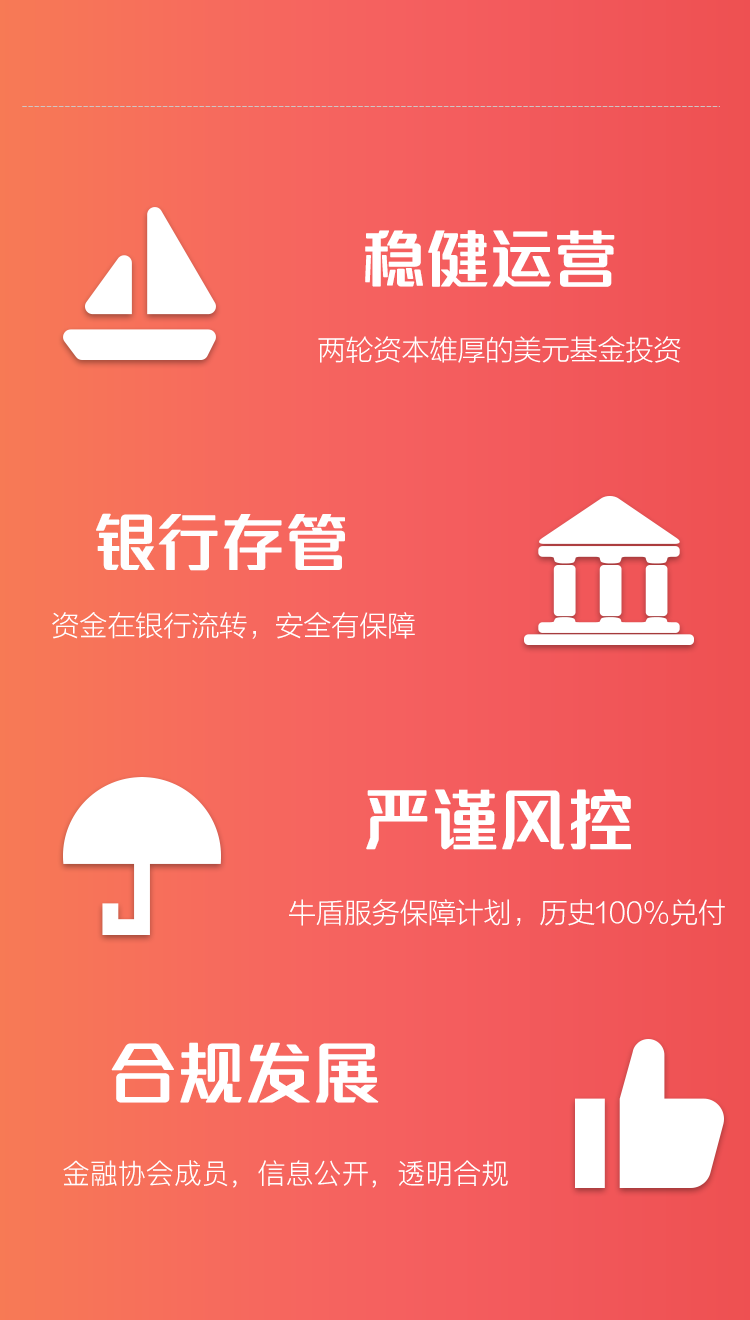 稳健运营
两轮资本雄厚的美元基金投资
银行存管
资金在银行流转，安全有保障
严谨风控
牛盾服务保障计划，历史100%兑付
合规发展
金融协会成员，信息公开，透明合规